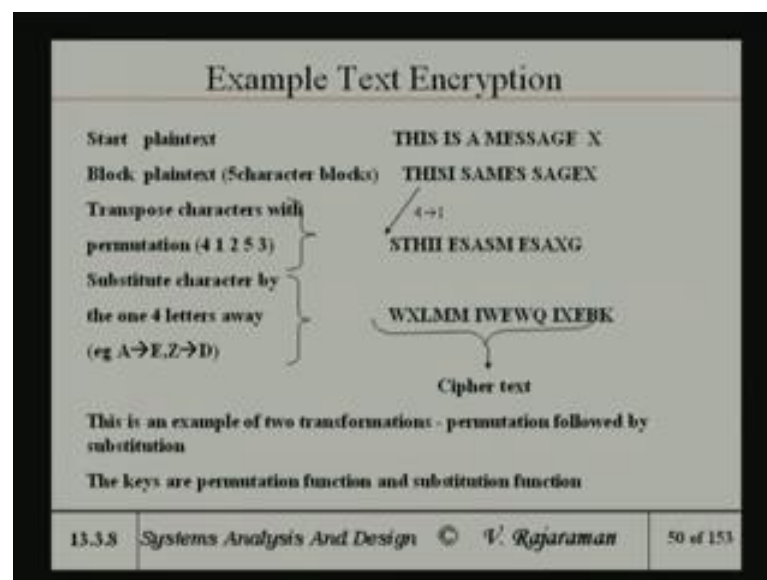 Example Text Encryption
Start plaintext THIS IS A MESSAGE X
Block plaintext (5character blocks) THISI SAMES SAGEX
Transpose characters with 4→1
permutation (4 1 2 5 3) STHII ESASM ESAXG
Substitute character by
the one 4 letters away WXLMM IWEWQ IXEBK
(eg A→E,Z→D)
Cipher text
This is an example of two transformations - permutation followed by
substitution
The keys are permutation function and substitution function
13.3.8 Systems Analysis And Design © V. Rajaraman 50 of 153